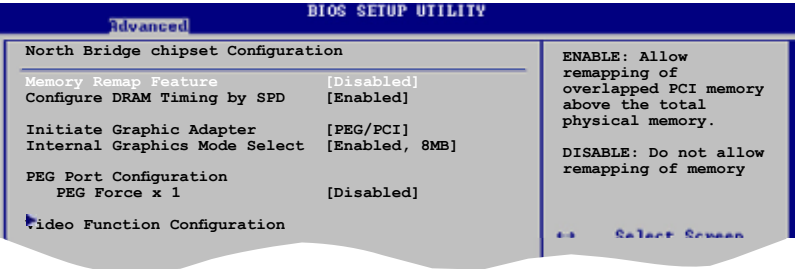 BIOS SETUP UTILITY
Advanced
North Bridge chipset Configuration
Memory Remap Feature [Disabled]
Configure DRAM Timing by SPD [Enabled]
Initiate Graphic Adapter [PEG/PCI]
Internal Graphics Mode Select [Enabled, 8MB]
PEG Port Configuration
PEG Force x 1 [Disabled]
Video Function Configuration
ENABLE: Allow
remapping of
overlapped PCI memory
above the total
physical memory.
DISABLE: Do not allow
remapping of memory
↔ Select Screen